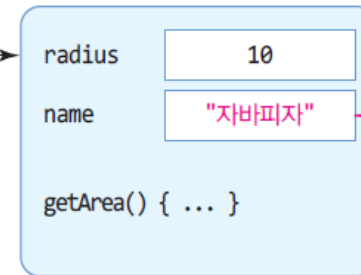 radius 10
name "자바피자"
getArea() { ... }